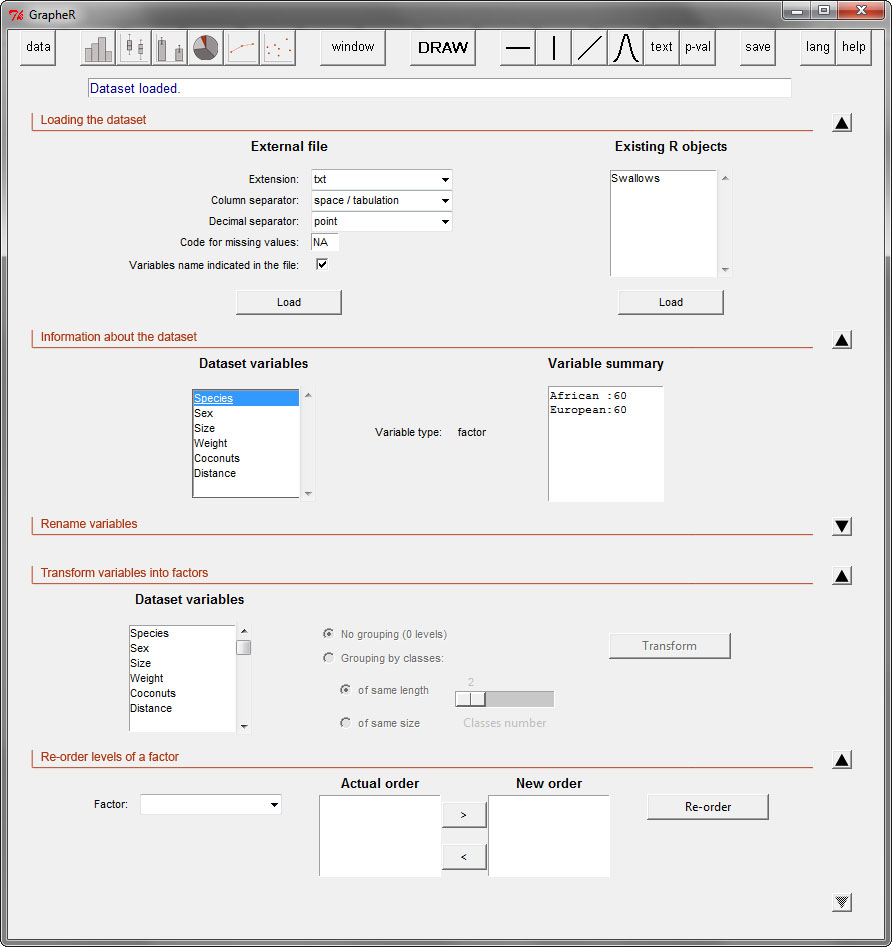 GrapheR
data window DRAW text p-val save lang help
Dataset loaded.
Loading the dataset
External file Existing R objects
Extension: txt Swallows
Column separator: space / tabulation
Decimal separator: point
Code for missing values: NA
Variables name indicated in the file:
Load Load
Information about the dataset
Dataset variables Variable summary
Species African :60
Sex European:60
Size
Variable type: factor
Weight
Coconuts
Distance
Rename variables
Transform variables into factors
Dataset variables
Species No grouping (0 levels)
Sex Transform
Size Grouping by classes:
Weight 2
Coconuts of same length
Distance of same size Classes number
Re-order levels of a factor
Actual order New order
Factor: > Re-order
<